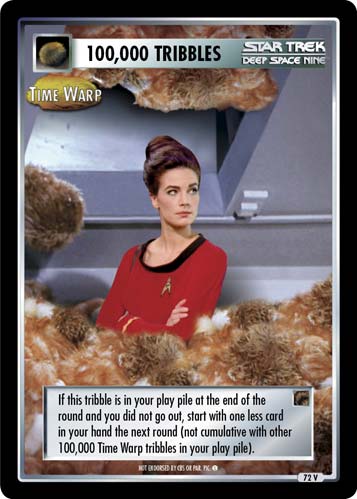 100,000 TRIBBLES
STAR TREK
DEEP SPACE NINE
TIME WARP
If this tribble is in your play pile at the end of the
round and you did not go out, start with one less card
in your hand the next round (not cumulative with other
100,000 Time Warp tribbles in your play pile).
NOT ENDORSED BY CBS OR PAR. PIC.
72 V